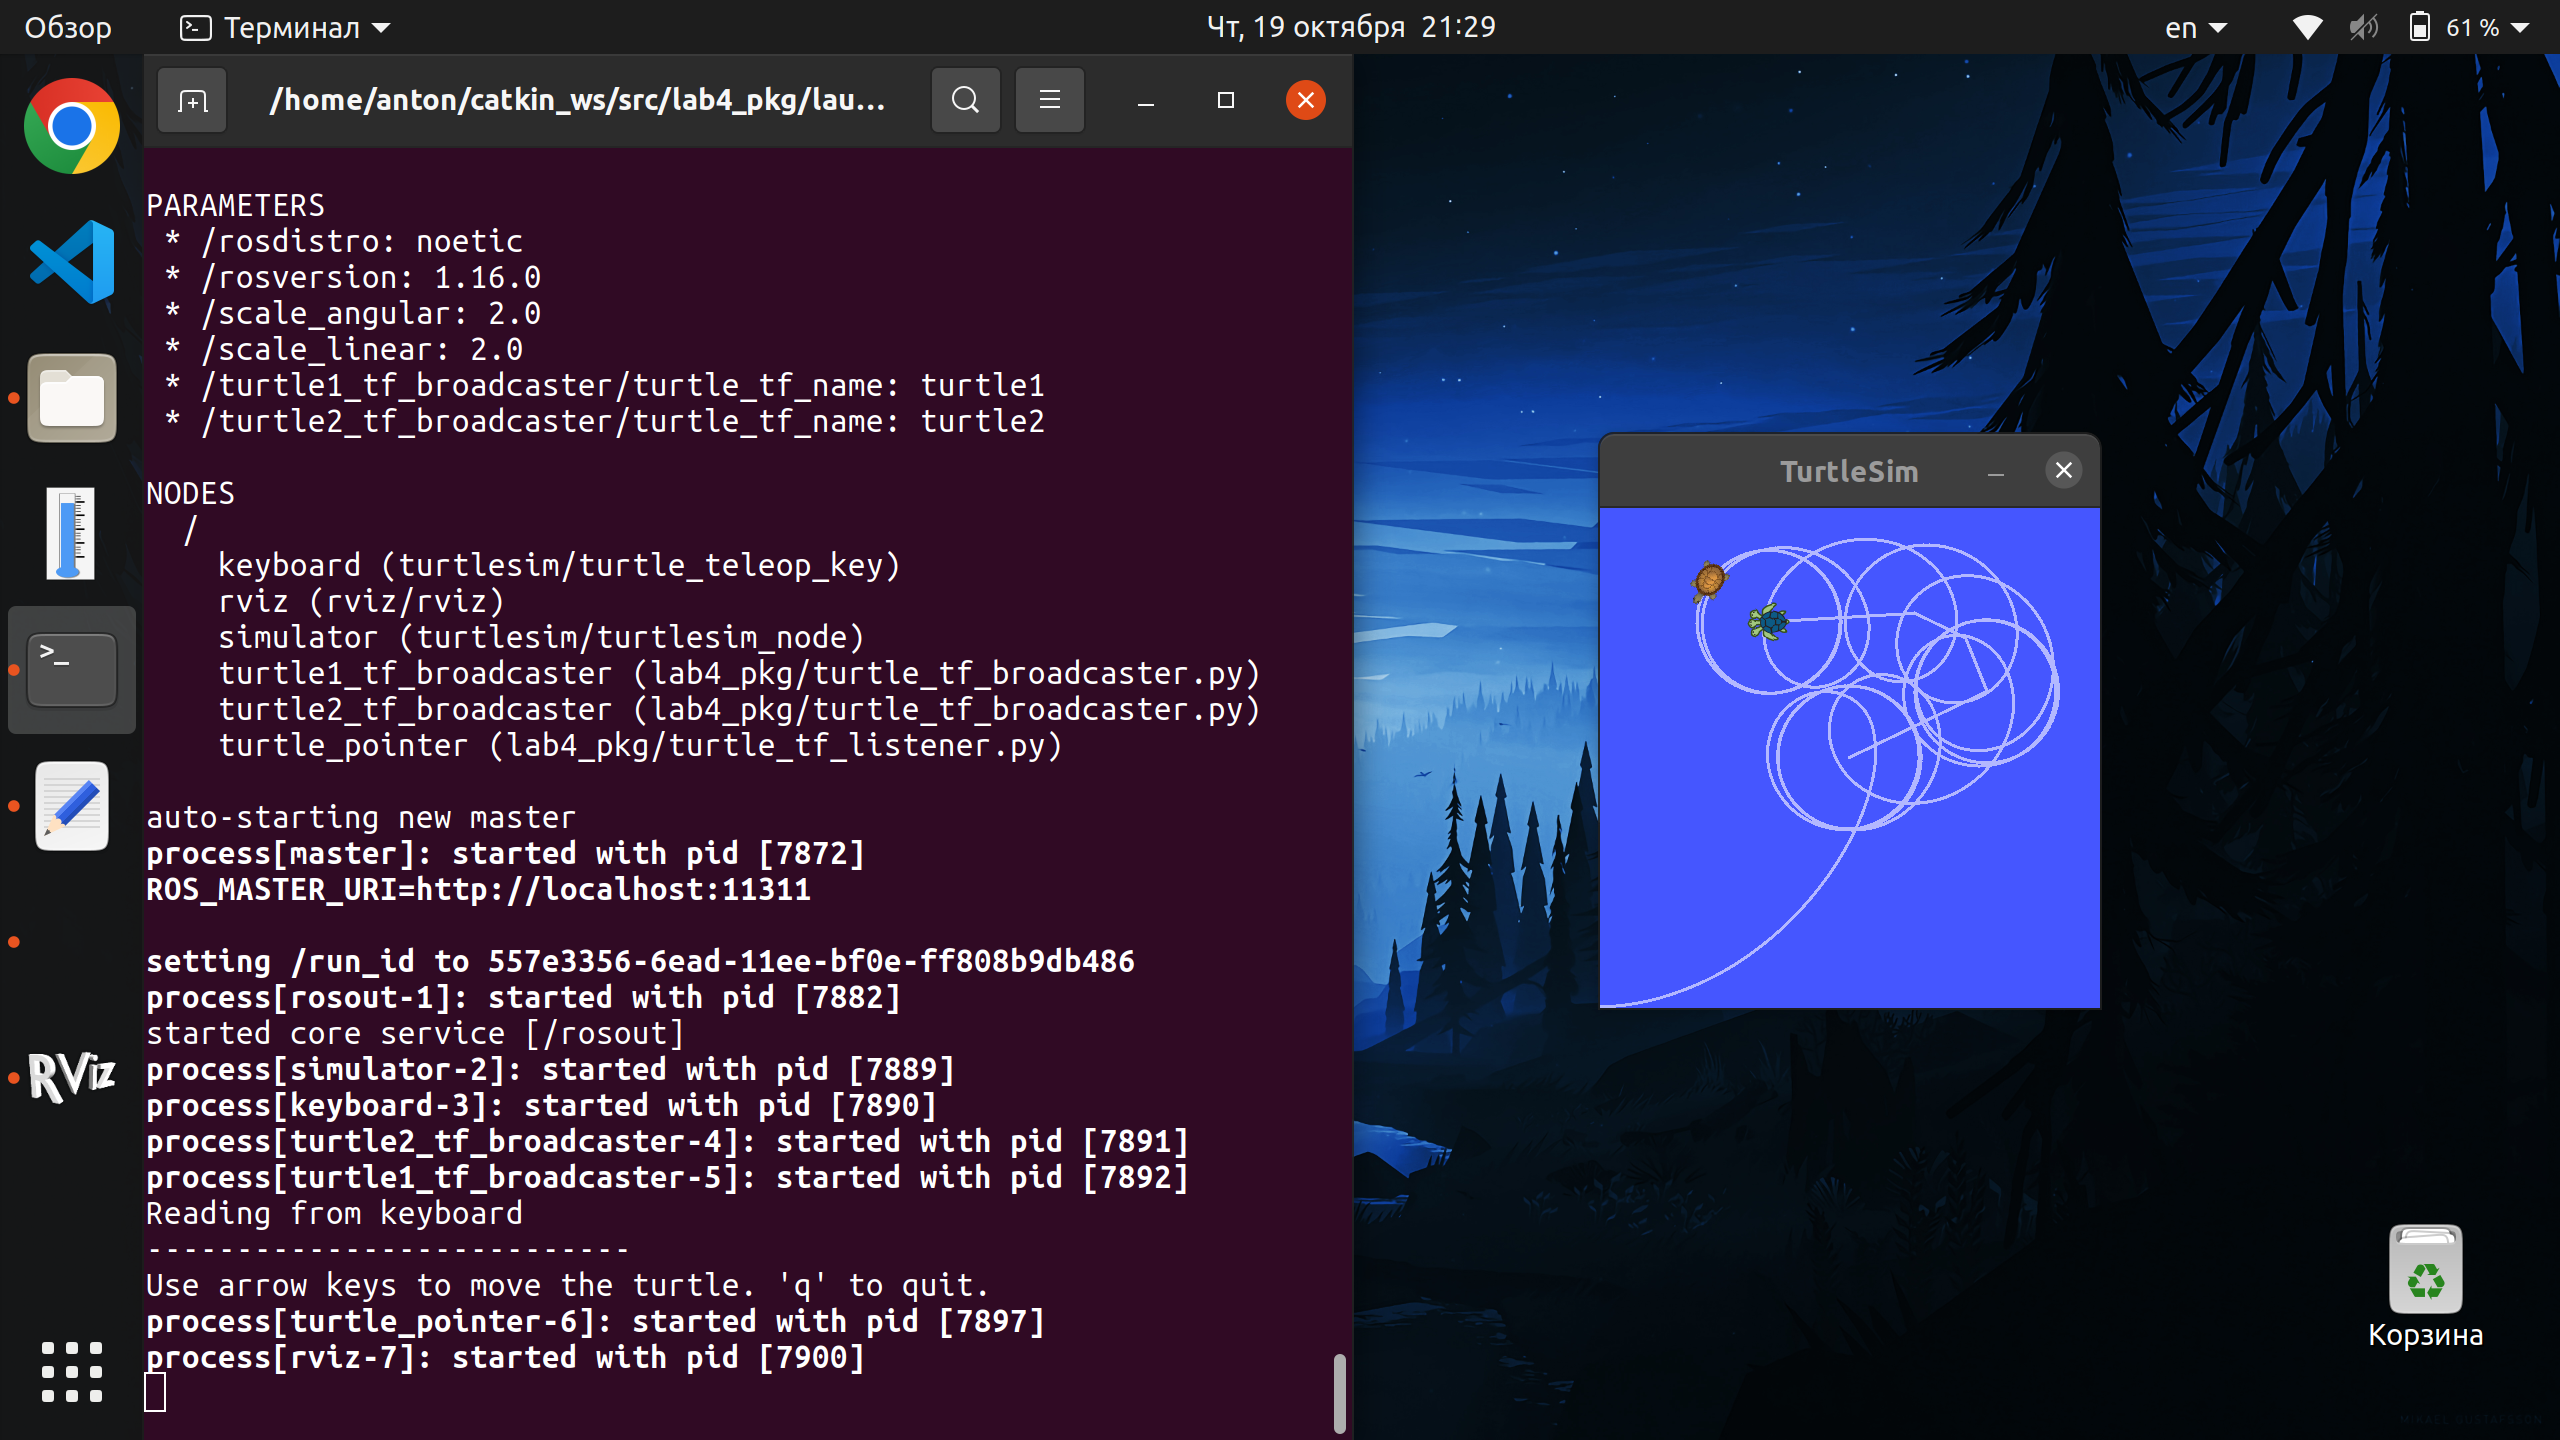 Обзор
Терминал
Чт, 19 октября 21:29
en
61 %
/home/anton/catkin_ws/src/lab4_pkg/lau…
PARAMETERS
* /rosdistro: noetic
* /rosversion: 1.16.0
* /scale_angular: 2.0
* /scale_linear: 2.0
* /turtle1_tf_broadcaster/turtle_tf_name: turtle1
* /turtle2_tf_broadcaster/turtle_tf_name: turtle2
NODES
/
keyboard (turtlesim/turtle_teleop_key)
rviz (rviz/rviz)
simulator (turtlesim/turtlesim_node)
turtle1_tf_broadcaster (lab4_pkg/turtle_tf_broadcaster.py)
turtle2_tf_broadcaster (lab4_pkg/turtle_tf_broadcaster.py)
turtle_pointer (lab4_pkg/turtle_tf_listener.py)
auto-starting new master
process[master]: started with pid [7872]
ROS_MASTER_URI=http://localhost:11311
setting /run_id to 557e3356-6ead-11ee-bf0e-ff808b9db486
process[rosout-1]: started with pid [7882]
started core service [/rosout]
process[simulator-2]: started with pid [7889]
process[keyboard-3]: started with pid [7890]
process[turtle2_tf_broadcaster-4]: started with pid [7891]
process[turtle1_tf_broadcaster-5]: started with pid [7892]
Reading from keyboard
---------------------------
Use arrow keys to move the turtle. 'q' to quit.
process[turtle_pointer-6]: started with pid [7897]
process[rviz-7]: started with pid [7900]
>_
RViz
TurtleSim
Корзина